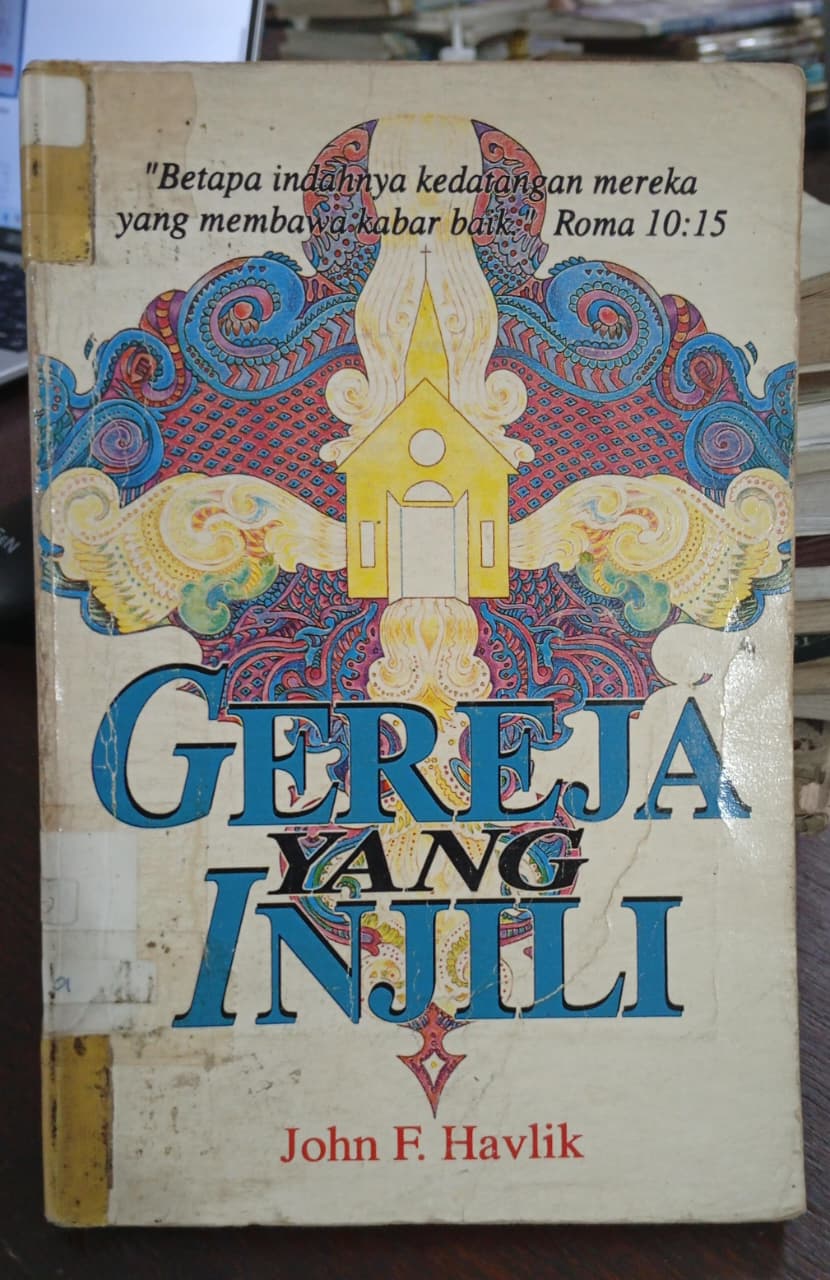 "Betapa indahnya kedatangan mereka
yang membawa kabar baik." Roma 10:15
GEREJA
YANG
INJILI
John F. Havlik